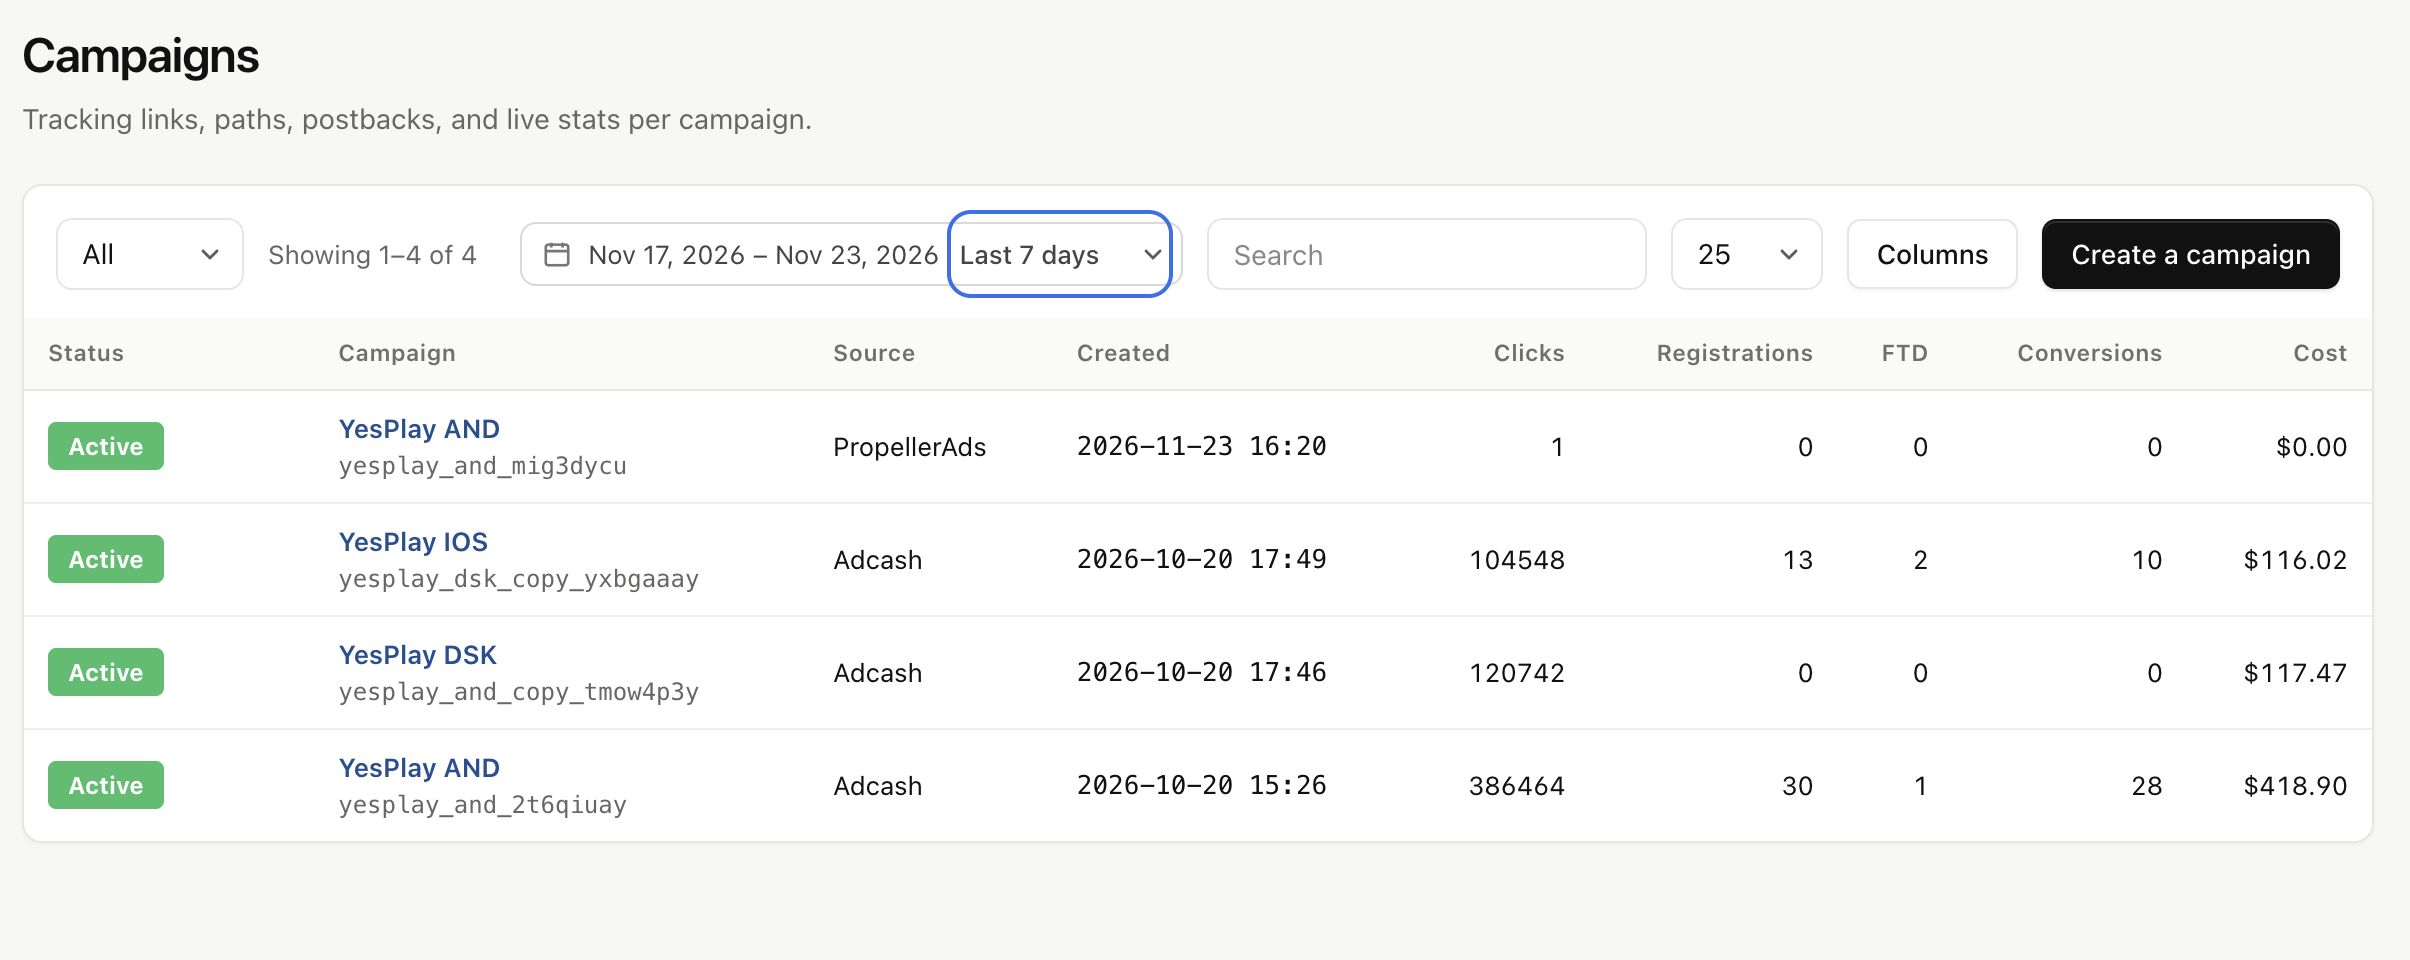 Campaigns
Tracking links, paths, postbacks, and live stats per campaign.
All Showing 1–4 of 4 Nov 17, 2026 – Nov 23, 2026 Last 7 days Search 25 Columns Create a campaign
Status Campaign Source Created Clicks Registrations FTD Conversions Cost
Active YesPlay AND PropellerAds 2026-11-23 16:20 1 0 0 0 $0.00
yesplay_and_mig3dycu
Active YesPlay IOS Adcash 2026-10-20 17:49 104548 13 2 10 $116.02
yesplay_dsk_copy_yxbgaaay
Active YesPlay DSK Adcash 2026-10-20 17:46 120742 0 0 0 $117.47
yesplay_and_copy_tmow4p3y
Active YesPlay AND Adcash 2026-10-20 15:26 386464 30 1 28 $418.90
yesplay_and_2t6qiuay